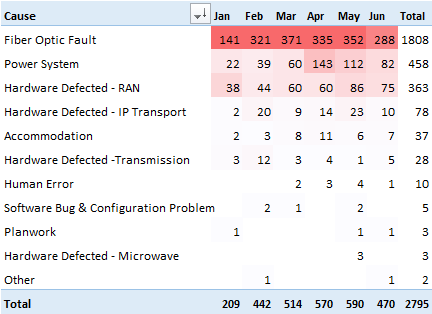 Cause Jan Feb Mar Apr May Jun Total
Fiber Optic Fault 141 321 371 335 352 288 1808
Power System 22 39 60 143 112 82 458
Hardware Defected - RAN 38 44 60 60 86 75 363
Hardware Defected - IP Transport 2 20 9 14 23 10 78
Accommodation 2 3 8 11 6 7 37
Hardware Defected -Transmission 3 12 3 4 1 5 28
Human Error 2 3 4 1 10
Software Bug & Configuration Problem 2 1 2 5
Planwork 1 1 1 3
Hardware Defected - Microwave 3 3
Other 1 1 2
Total 209 442 514 570 590 470 2795